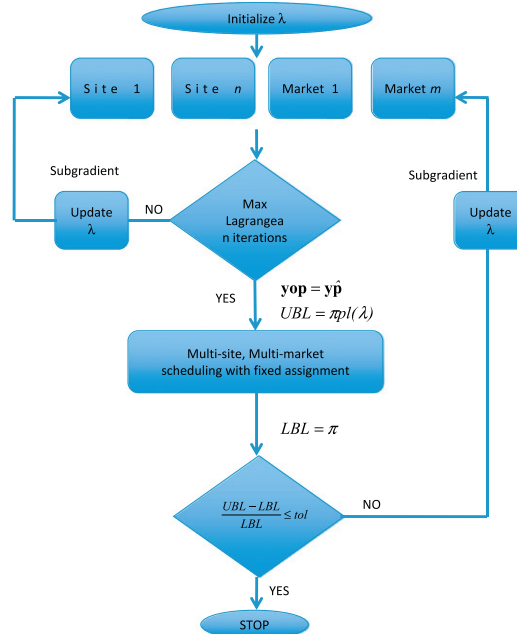 Initialize λ
Site 1
Site n
Market 1
Market m
Subgradient
Subgradient
Update
λ
NO
Max
Lagrangea
n iterations
Update
λ
YES
yop = yp̂
UBL = πpl(λ)
Multi-site, Multi-market
scheduling with fixed assignment
LBL = π
UBL – LBL
LBL
≤ tol
NO
YES
STOP